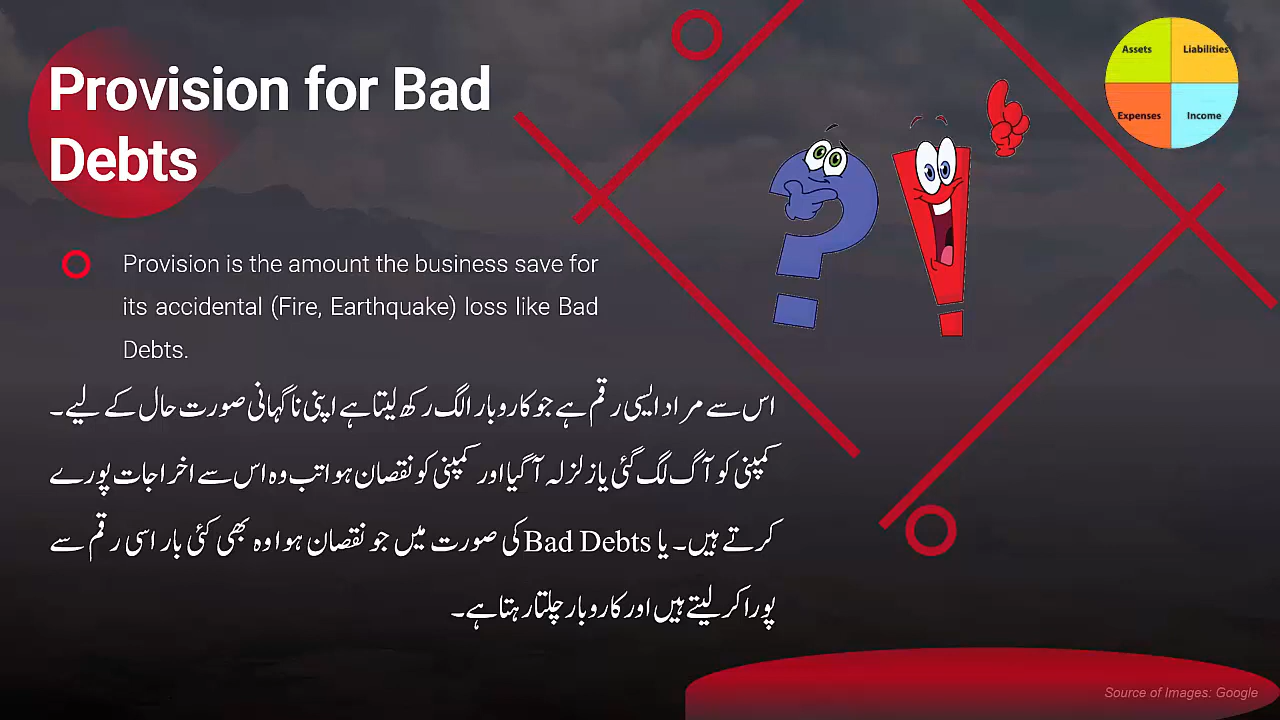 Provision for Bad
Debts
Assets
Liabilities
Expenses
Income
Provision is the amount the business save for
its accidental (Fire, Earthquake) loss like Bad
Debts.
اس سے مراد ایسی رقم ہے جو کاروبار الگ رکھ لیتا ہے اپنی ناگہانی صورت حال کے لیے۔
کمپنی کو آگ لگ گئی یا زلزلہ آ گیا اور کمپنی کو نقصان ہوا تب وہ اس سے اخراجات پورے
کرتے ہیں۔ یا Bad Debts کی صورت میں جو نقصان ہوا وہ بھی کئی بار اسی رقم سے
پورا کر لیتے ہیں اور کاروبار چلتا رہتا ہے۔
Source of Images: Google